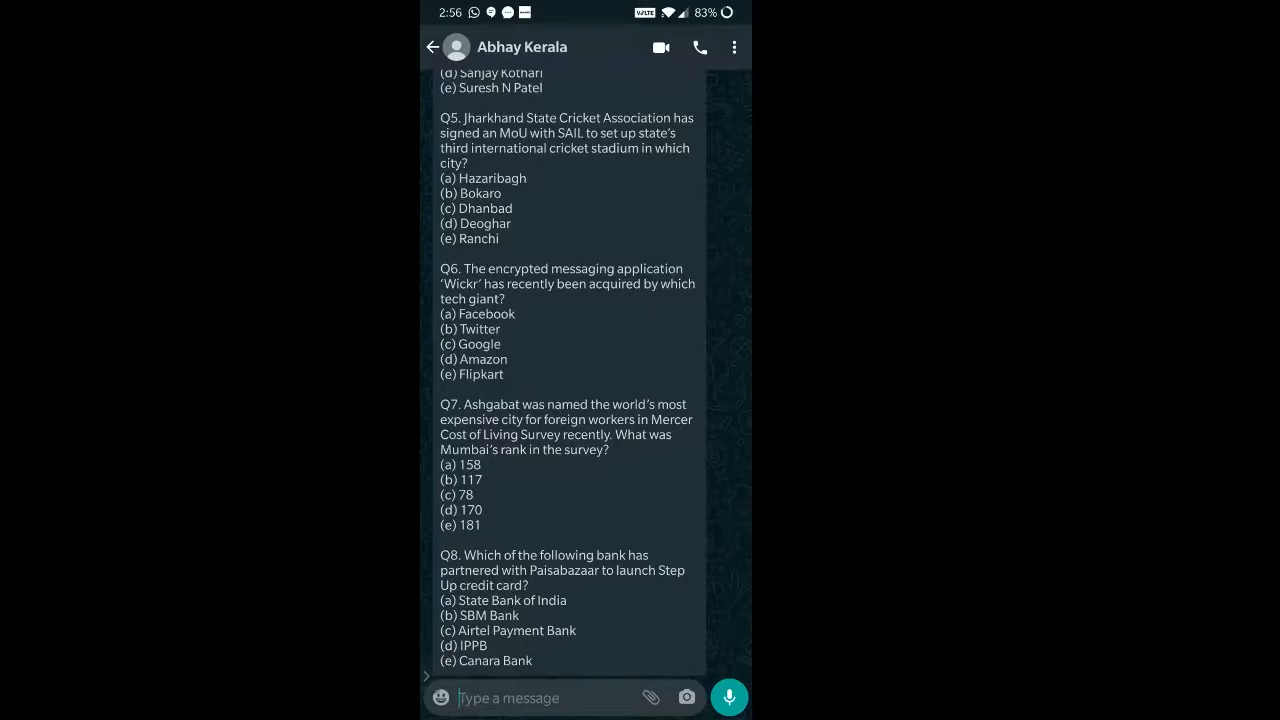 2:56
VoLTE 83%
Abhay Kerala
(d) Sanjay Kothari
(e) Suresh N Patel
Q5. Jharkhand State Cricket Association has
signed an MoU with SAIL to set up state's
third international cricket stadium in which
city?
(a) Hazaribagh
(b) Bokaro
(c) Dhanbad
(d) Deoghar
(e) Ranchi
Q6. The encrypted messaging application
'Wickr' has recently been acquired by which
tech giant?
(a) Facebook
(b) Twitter
(c) Google
(d) Amazon
(e) Flipkart
Q7. Ashgabat was named the world's most
expensive city for foreign workers in Mercer
Cost of Living Survey recently. What was
Mumbai's rank in the survey?
(a) 158
(b) 117
(c) 78
(d) 170
(e) 181
Q8. Which of the following bank has
partnered with Paisabazaar to launch Step
Up credit card?
(a) State Bank of India
(b) SBM Bank
(c) Airtel Payment Bank
(d) IPPB
(e) Canara Bank
Type a message